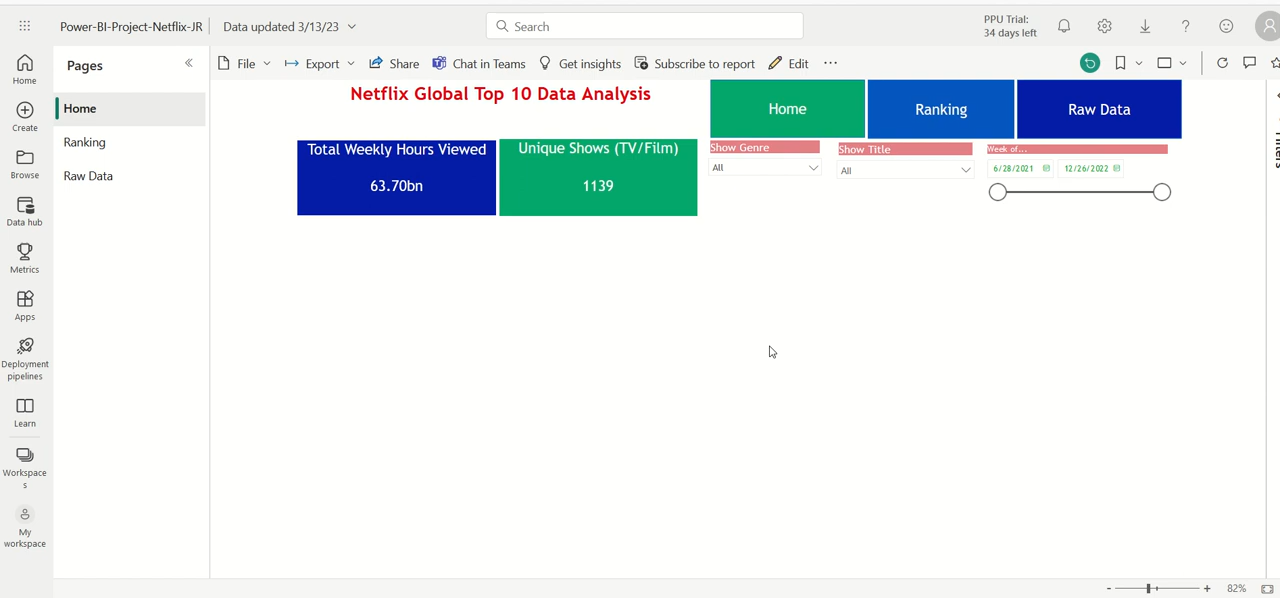 Power-BI-Project-Netflix-JR
Data updated 3/13/23
Search
PPU Trial:
34 days left
Home
Create
Browse
Data hub
Metrics
Apps
Deployment
pipelines
Learn
Workspace
s
My
workspace
Pages
Home
Ranking
Raw Data
File
Export
Share
Chat in Teams
Get insights
Subscribe to report
Edit
Netflix Global Top 10 Data Analysis
Home
Ranking
Raw Data
Total Weekly Hours Viewed
63.70bn
Unique Shows (TV/Film)
1139
Show Genre
All
Show Title
All
Week of...
6/28/2021
12/26/2022
82%